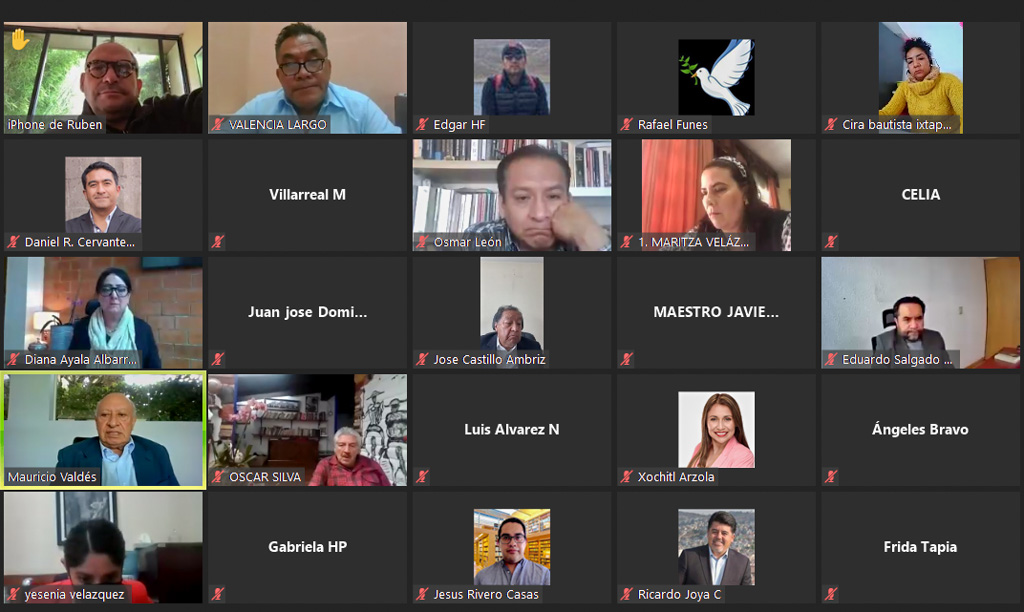 iPhone de Ruben
VALENCIA LARGO
Edgar HF
Rafael Funes
Cira bautista ixtap...
Daniel R. Cervante...
Villarreal M
Osmar León
1. MARITZA VELÁZ...
CELIA
Diana Ayala Albarr...
Juan jose Domi...
Jose Castillo Ambriz
MAESTRO JAVIE...
Eduardo Salgado ...
Mauricio Valdés
OSCAR SILVA
Luis Alvarez N
Xochitl Arzola
Ángeles Bravo
yesenia velazquez
Gabriela HP
Jesus Rivero Casas
Ricardo Joya C
Frida Tapia